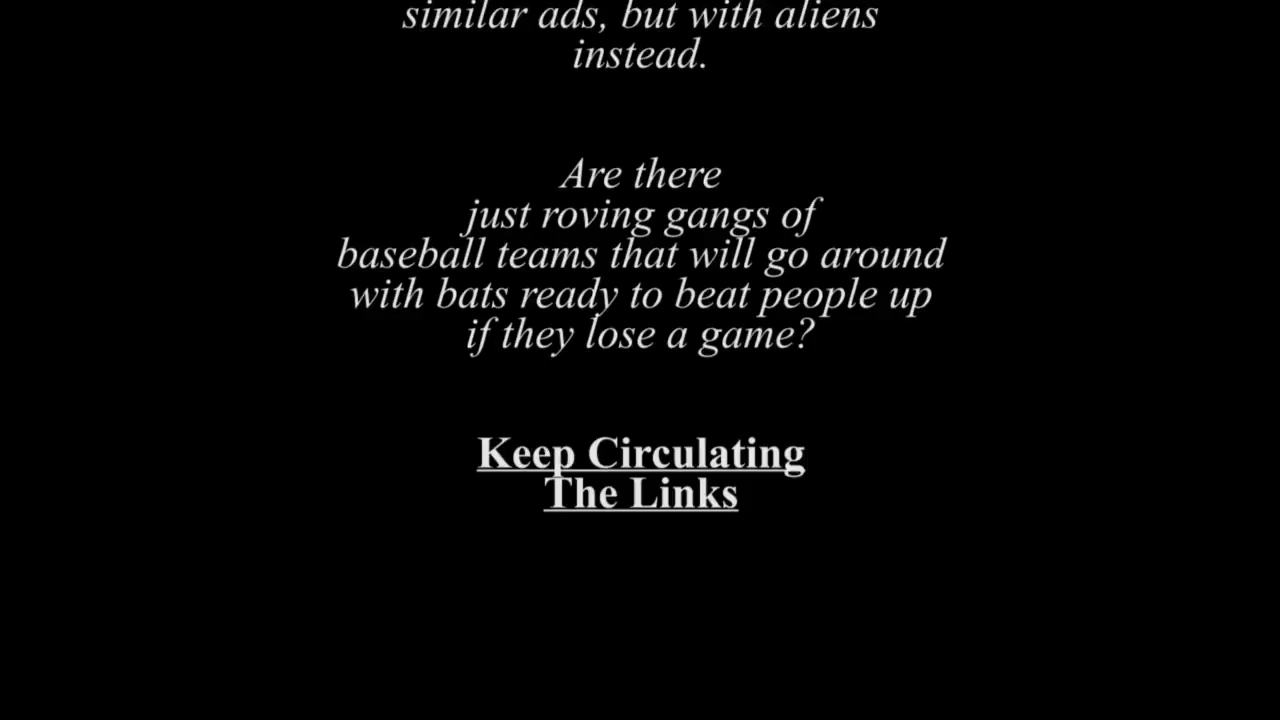 similar ads, but with aliens
instead.
Are there
just roving gangs of
baseball teams that will go around
with bats ready to beat people up
if they lose a game?
Keep Circulating
The Links